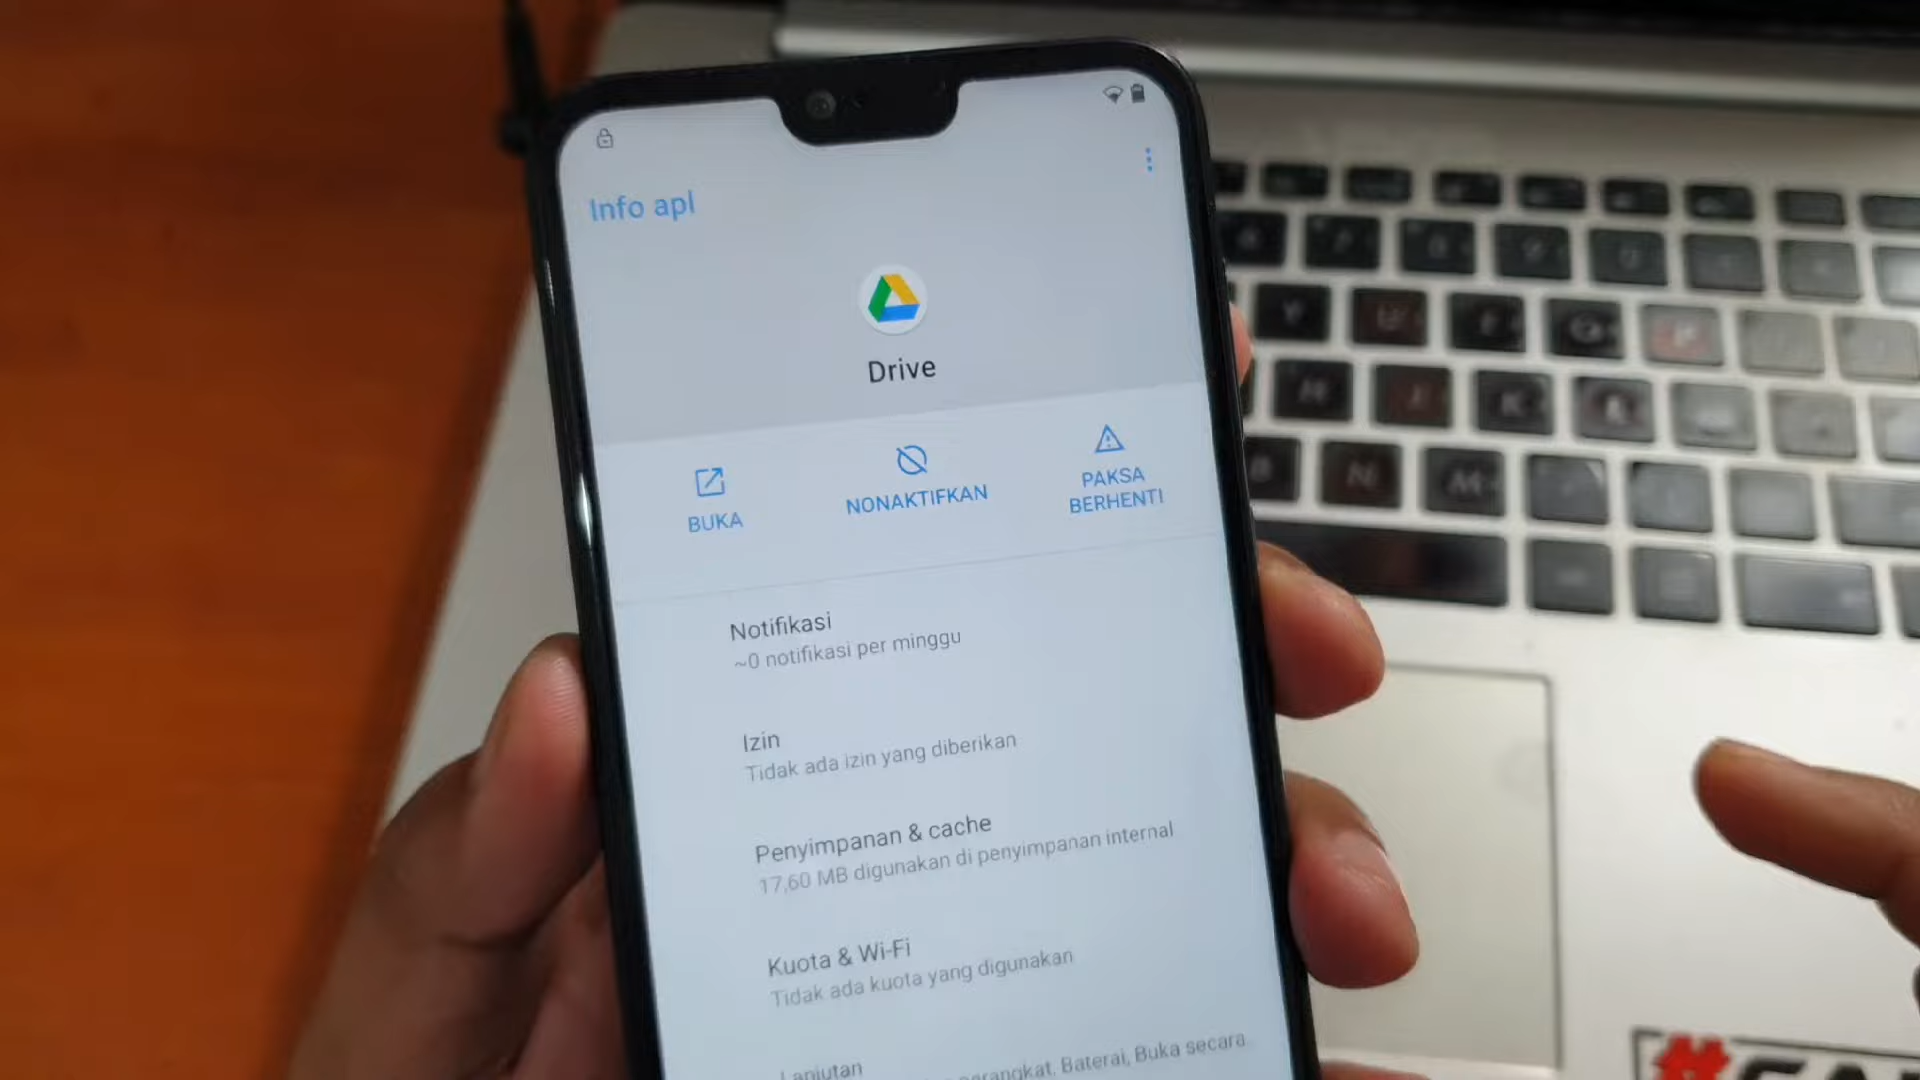 Info apl
Drive
BUKA
NONAKTIFKAN
PAKSA
BERHENTI
Notifikasi
~0 notifikasi per minggu
Izin
Tidak ada izin yang diberikan
Penyimpanan & cache
17,60 MB digunakan di penyimpanan internal
Kuota & Wi-Fi
Tidak ada kuota yang digunakan
Lanjutan
perangkat, Baterai, Buka secara